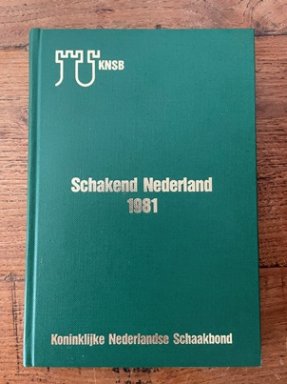 KNSB
Schakend Nederland
1981
Koninklijke Nederlandse Schaakbond